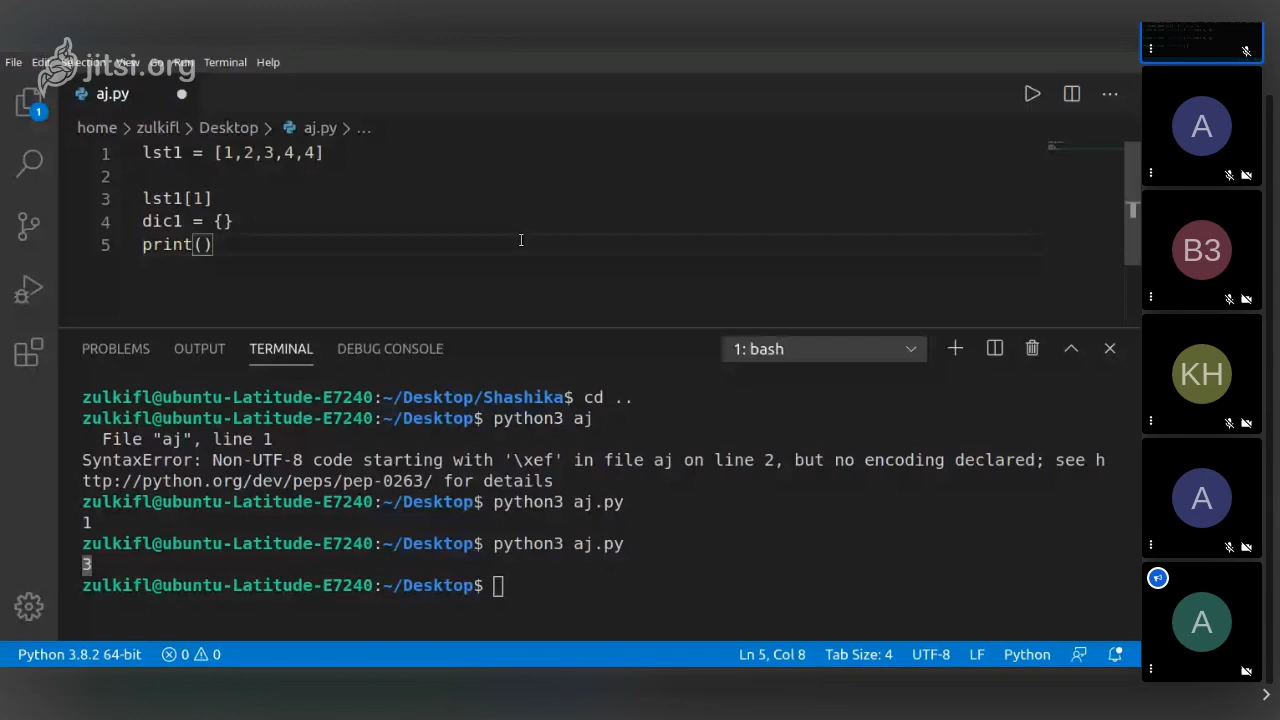 jitsi.org
File Edit Selection View Go Run Terminal Help
1
aj.py
home > zulkifl > Desktop > aj.py > ...
1 lst1 = [1,2,3,4,4]
2
3 lst1[1]
4 dic1 = {}
5 print()
PROBLEMS OUTPUT TERMINAL DEBUG CONSOLE 1: bash
zulkifl@ubuntu-Latitude-E7240:~/Desktop/Shashika$ cd ..
zulkifl@ubuntu-Latitude-E7240:~/Desktop$ python3 aj
File "aj", line 1
SyntaxError: Non-UTF-8 code starting with '\xef' in file aj on line 2, but no encoding declared; see h
ttp://python.org/dev/peps/pep-0263/ for details
zulkifl@ubuntu-Latitude-E7240:~/Desktop$ python3 aj.py
1
zulkifl@ubuntu-Latitude-E7240:~/Desktop$ python3 aj.py
3
zulkifl@ubuntu-Latitude-E7240:~/Desktop$
Python 3.8.2 64-bit 0 0 Ln 5, Col 8 Tab Size: 4 UTF-8 LF Python
A
B3
KH
A
A